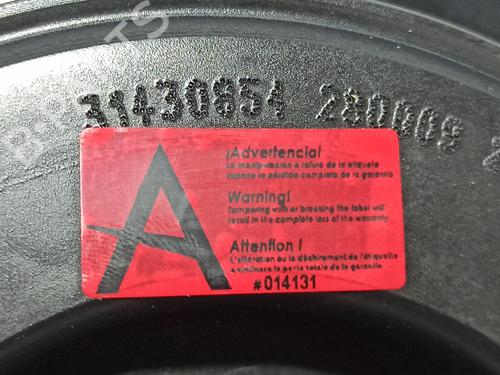 31430854 280009
¡Advertencia!
La manipulación o rotura de la etiqueta
supone la pérdida completa de la garantía
Warning!
Tampering with or breaking the label will
result in the complete loss of the warranty
A
Attention !
L'altération ou le déchirement de l'étiquette
entraînera la perte totale de la garantie
#014131